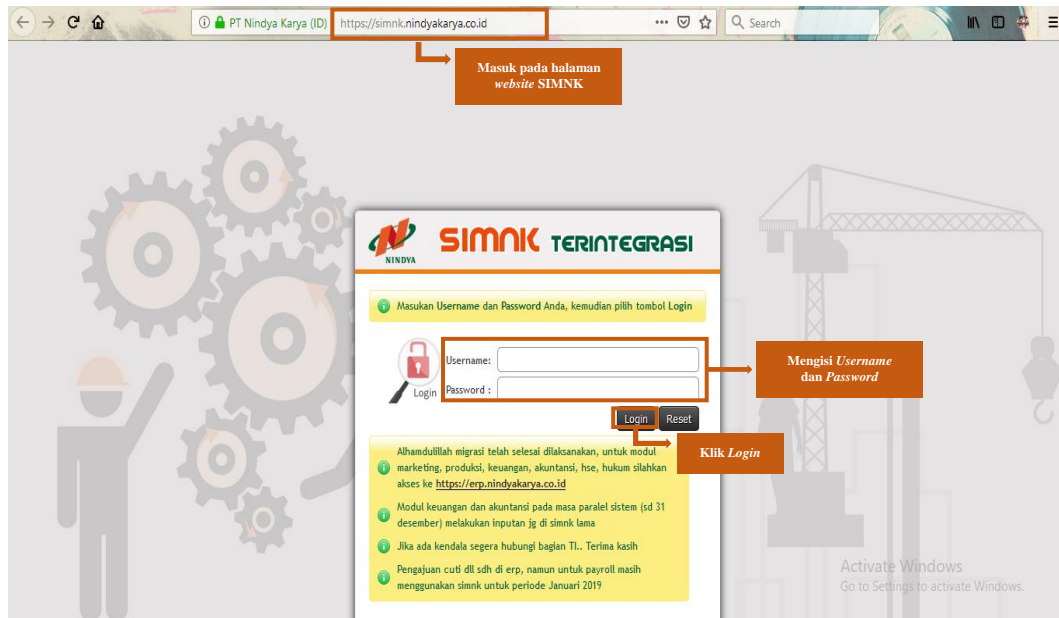 PT Nindya Karya (ID)
https://simnk.nindyakarya.co.id
Search
Masuk pada halaman
website SIMNK
NINDYA
SIMNK TERINTEGRASI
Masukan Username dan Password Anda, kemudian pilih tombol Login
Username:
Password :
Login
Mengisi Username
dan Password
Login
Reset
Klik Login
Alhamdulillah migrasi telah selesai dilaksanakan, untuk modul
marketing, produksi, keuangan, akuntansi, hse, hukum silahkan
akses ke https://erp.nindyakarya.co.id
Modul keuangan dan akuntansi pada masa paralel sistem (sd 31
desember) melakukan inputan jg di simnk lama
Jika ada kendala segera hubungi bagian TI.. Terima kasih
Pengajuan cuti dll sdh di erp, namun untuk payroll masih
menggunakan simnk untuk periode Januari 2019
Activate Windows
Go to Settings to activate Windows.